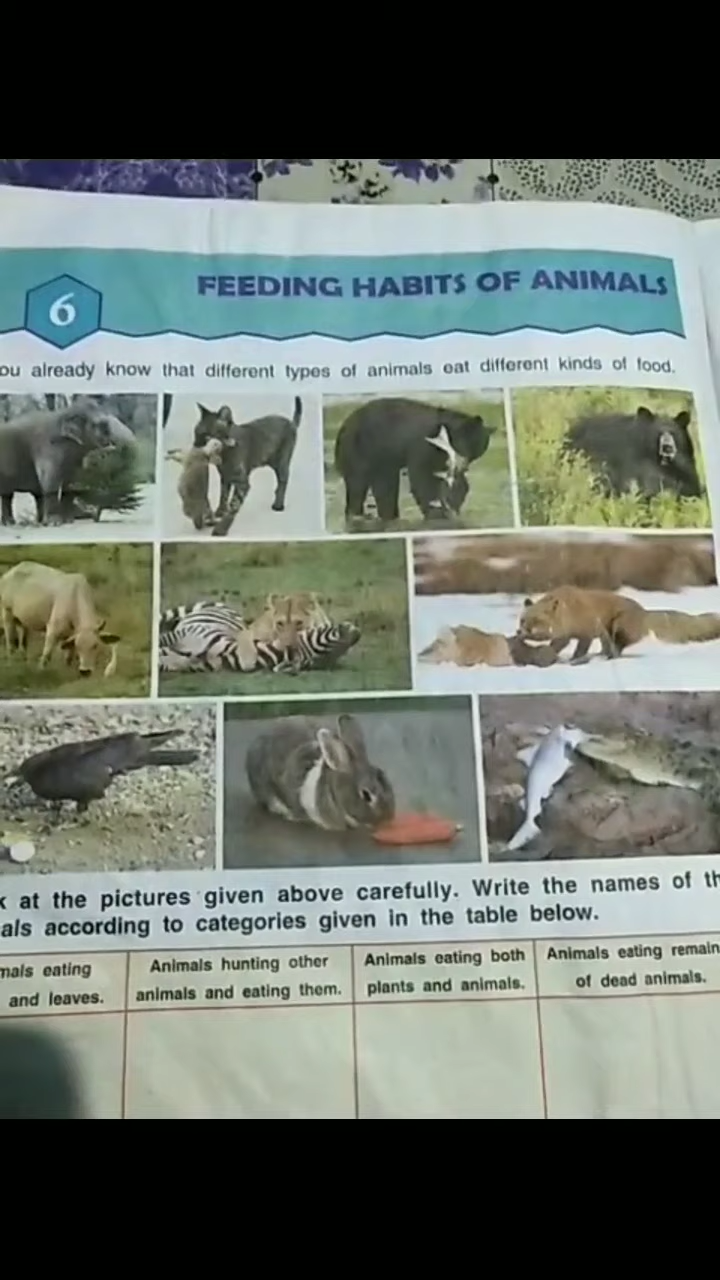 6
FEEDING HABITS OF ANIMALS
ou already know that different types of animals eat different kinds of food.
k at the pictures given above carefully. Write the names of th
als according to categories given in the table below.
mals eating
and leaves.
Animals hunting other
animals and eating them.
Animals eating both
plants and animals.
Animals eating remain
of dead animals.